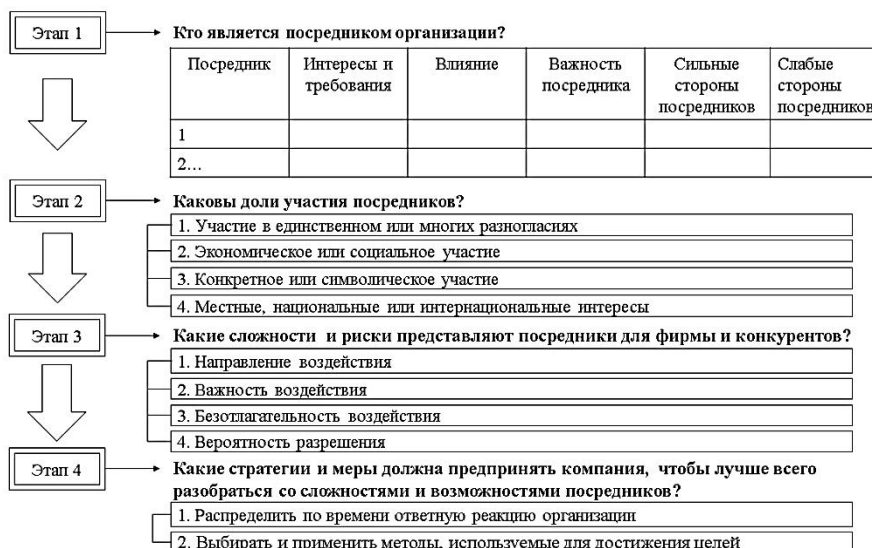 Этап 1
Кто является посредником организации?
Посредник
Интересы и
требования
Влияние
Важность
посредника
Сильные
стороны
посредников
Слабые
стороны
посредников
1
2...
Этап 2
Каковы доли участия посредников?
1. Участие в единственном или многих разногласиях
2. Экономическое или социальное участие
3. Конкретное или символическое участие
4. Местные, национальные или интернациональные интересы
Этап 3
Какие сложности и риски представляют посредники для фирмы и конкурентов?
1. Направление воздействия
2. Важность воздействия
3. Безотлагательность воздействия
4. Вероятность разрешения
Этап 4
Какие стратегии и меры должна предпринять компания, чтобы лучше всего
разобраться со сложностями и возможностями посредников?
1. Распределить по времени ответную реакцию организации
2. Выбирать и применить методы, используемые для достижения целей